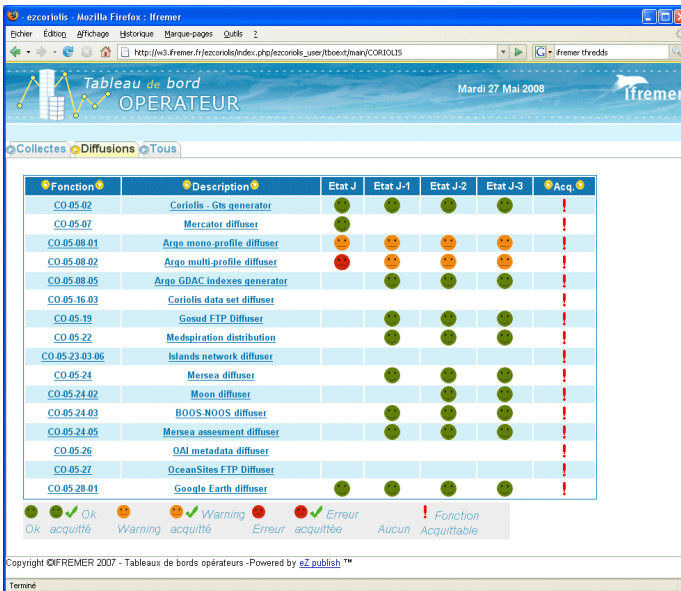 - ezcoriolis - Mozilla Firefox : Ifremer
Fichier Édition Affichage Historique Marque-pages Outils ?
http://w3.ifremer.fr/ezcoriolis/index.php/ezcoriolis_user/tboext/main/CORIOLIS
ifremer thredds
Tableau de bord
OPERATEUR
Mardi 27 Mai 2008
Ifremer
Collectes Diffusions Tous
Fonction Description Etat J Etat J-1 Etat J-2 Etat J-3 Acq.
CO-05-02 Coriolis - Gts generator
CO-05-07 Mercator diffuser
CO-05-08-01 Argo mono-profile diffuser
CO-05-08-02 Argo multi-profile diffuser
CO-05-08-05 Argo GDAC indexes generator
CO-05-16-03 Coriolis data set diffuser
CO-05-19 Gosud FTP Diffuser
CO-05-22 Medspiration distribution
CO-05-23-03-06 Islands network diffuser
CO-05-24 Mersea diffuser
CO-05-24-02 Moon diffuser
CO-05-24-03 BOOS-NOOS diffuser
CO-05-24-05 Mersea assesment diffuser
CO-05-26 OAI metadata diffuser
CO-05-27 OceanSites FTP Diffuser
CO-05-28-01 Google Earth diffuser
Ok Warning Erreur Fonction
Ok acquitté Warning acquitté Erreur acquittée Aucun Acquittable
Copyright ©IFREMER 2007 - Tableaux de bords opérateurs -Powered by eZ publish ™
Terminé